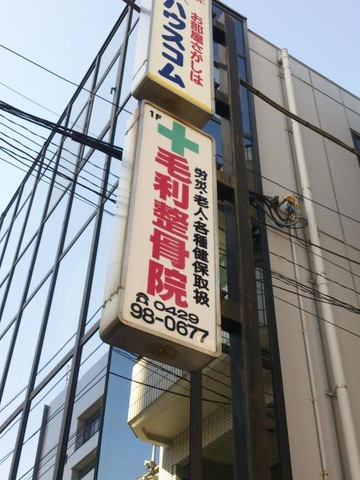 お部屋さがしは
ハウスコム
1F
毛利整骨院
労災・老人・各種健保取扱
☎0429
98-0677